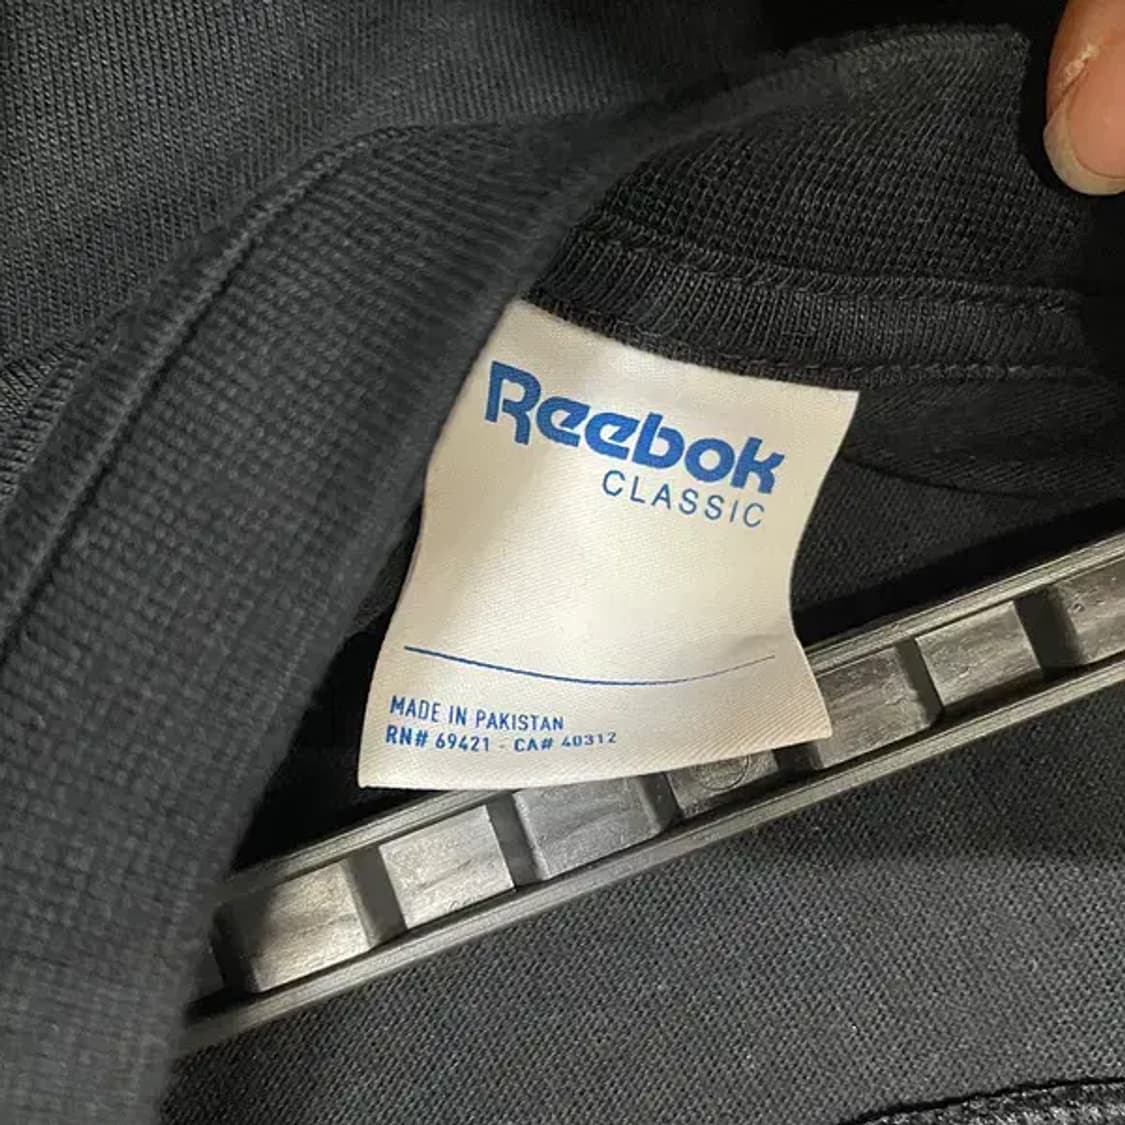 Reebok
CLASSIC
MADE IN PAKISTAN
RN# 69421 - CA# 40312